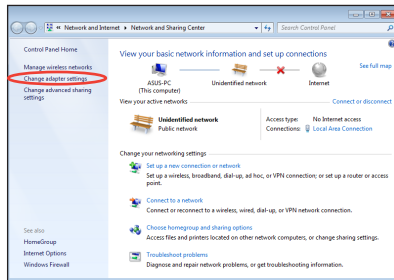 « Network and Internet ▸ Network and Sharing Center
Search Control Panel
Control Panel Home
Manage wireless networks
Change adapter settings
Change advanced sharing
settings
See also
HomeGroup
Internet Options
Windows Firewall
View your basic network information and set up connections
See full map
ASUS-PC
(This computer)
Unidentified network
Internet
View your active networks
Connect or disconnect
Unidentified network
Public network
Access type: No Internet access
Connections: Local Area Connection
Change your networking settings
Set up a new connection or network
Set up a wireless, broadband, dial-up, ad hoc, or VPN connection; or set up a router or access
point.
Connect to a network
Connect or reconnect to a wireless, wired, dial-up, or VPN network connection.
Choose homegroup and sharing options
Access files and printers located on other network computers, or change sharing settings.
Troubleshoot problems
Diagnose and repair network problems, or get troubleshooting information.